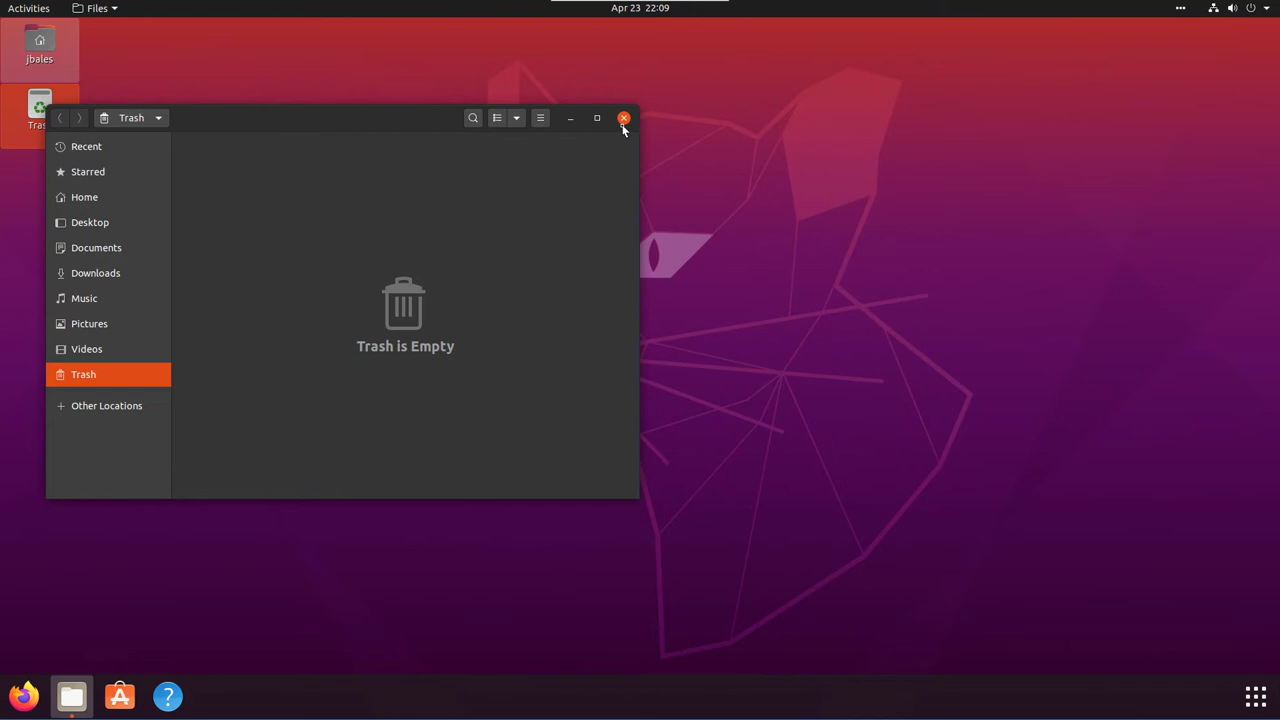 Activities
Files
Apr 23 22:09
jbales
Tras
Trash
Recent
Starred
Home
Desktop
Documents
Downloads
Music
Pictures
Videos
Trash
Other Locations
Trash is Empty